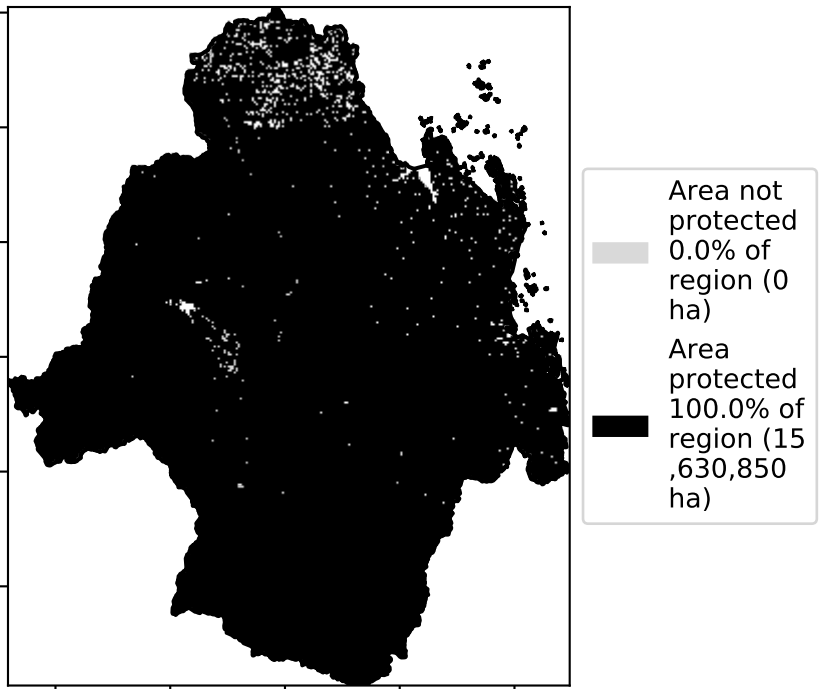 Area not
protected
0.0% of
region (0
ha)
Area
protected
100.0% of
region (15
,630,850
ha)